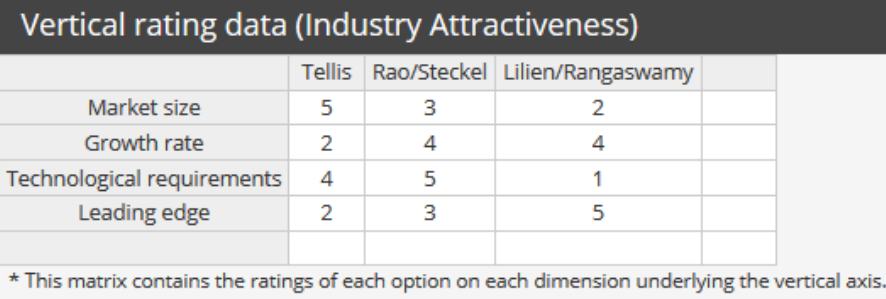 Vertical rating data (Industry Attractiveness)
Tellis Rao/Steckel Lilien/Rangaswamy
Market size 5 3 2
Growth rate 2 4 4
Technological requirements 4 5 1
Leading edge 2 3 5
* This matrix contains the ratings of each option on each dimension underlying the vertical axis.